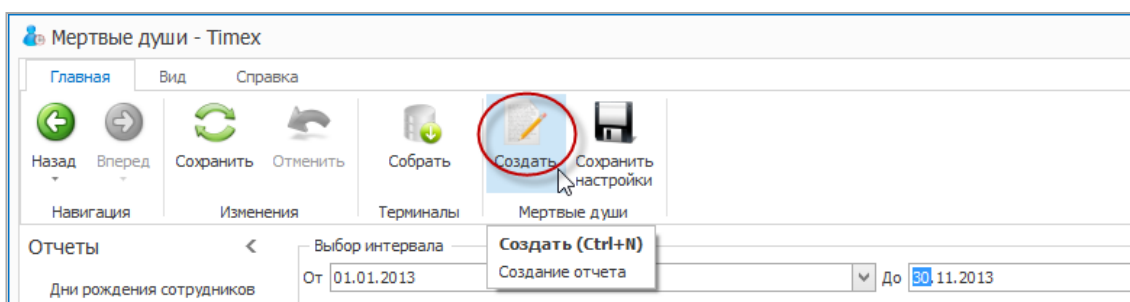 Мертвые души - Timex
Главная Вид Справка
Назад Вперед Сохранить Отменить Собрать Создать Сохранить настройки
Навигация Изменения Терминалы Мертвые души
Отчеты <
Выбор интервала
Создать (Ctrl+N)
Создание отчета
Дни рождения сотрудников
От 01.01.2013 До 30.11.2013